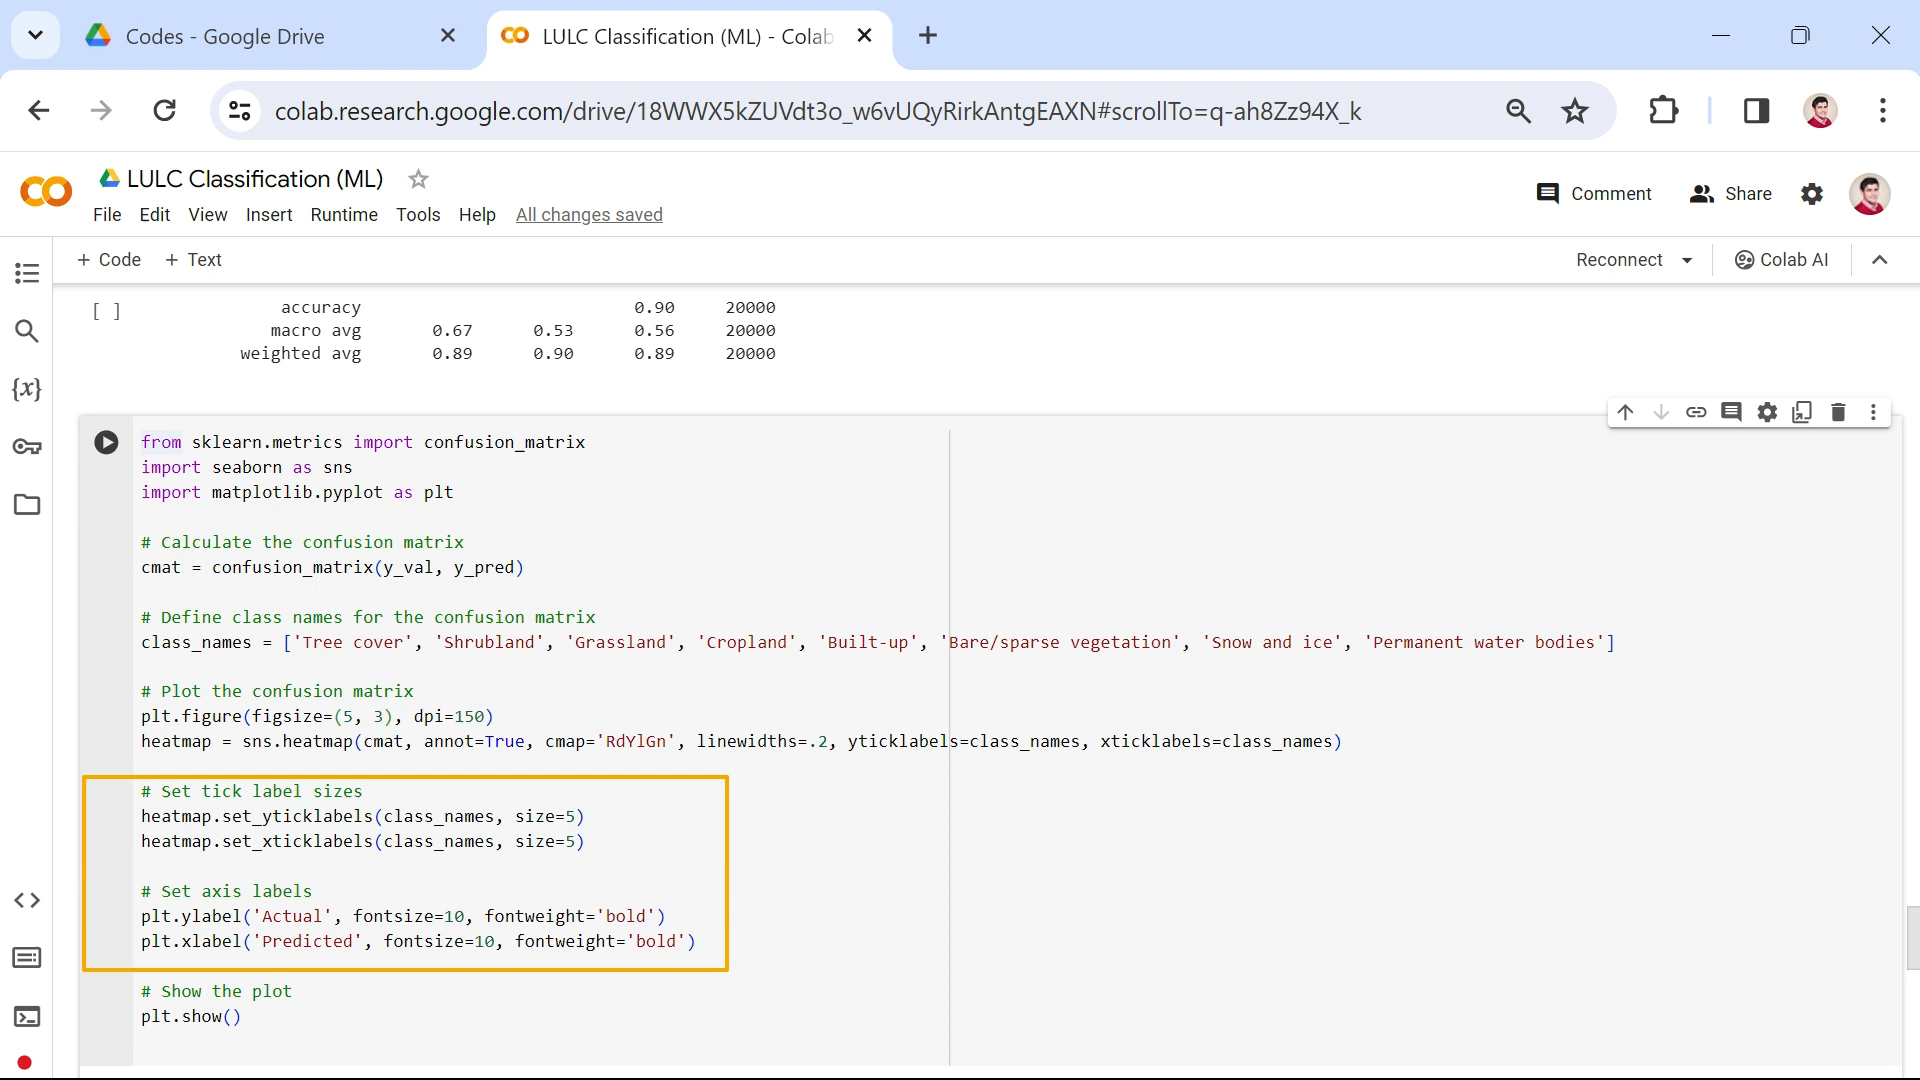 Codes - Google Drive
LULC Classification (ML) - Colab
colab.research.google.com/drive/18WWX5kZUVdt3o_w6vUQyRirkAntgEAXN#scrollTo=q-ah8Zz94X_k
LULC Classification (ML)
File Edit View Insert Runtime Tools Help All changes saved
Comment Share
+ Code + Text
Reconnect Colab AI
[ ] accuracy 0.90 20000
macro avg 0.67 0.53 0.56 20000
weighted avg 0.89 0.90 0.89 20000
{x}
from sklearn.metrics import confusion_matrix
import seaborn as sns
import matplotlib.pyplot as plt
# Calculate the confusion matrix
cmat = confusion_matrix(y_val, y_pred)
# Define class names for the confusion matrix
class_names = ['Tree cover', 'Shrubland', 'Grassland', 'Cropland', 'Built-up', 'Bare/sparse vegetation', 'Snow and ice', 'Permanent water bodies']
# Plot the confusion matrix
plt.figure(figsize=(5, 3), dpi=150)
heatmap = sns.heatmap(cmat, annot=True, cmap='RdYlGn', linewidths=.2, yticklabels=class_names, xticklabels=class_names)
# Set tick label sizes
heatmap.set_yticklabels(class_names, size=5)
heatmap.set_xticklabels(class_names, size=5)
# Set axis labels
plt.ylabel('Actual', fontsize=10, fontweight='bold')
plt.xlabel('Predicted', fontsize=10, fontweight='bold')
# Show the plot
plt.show()